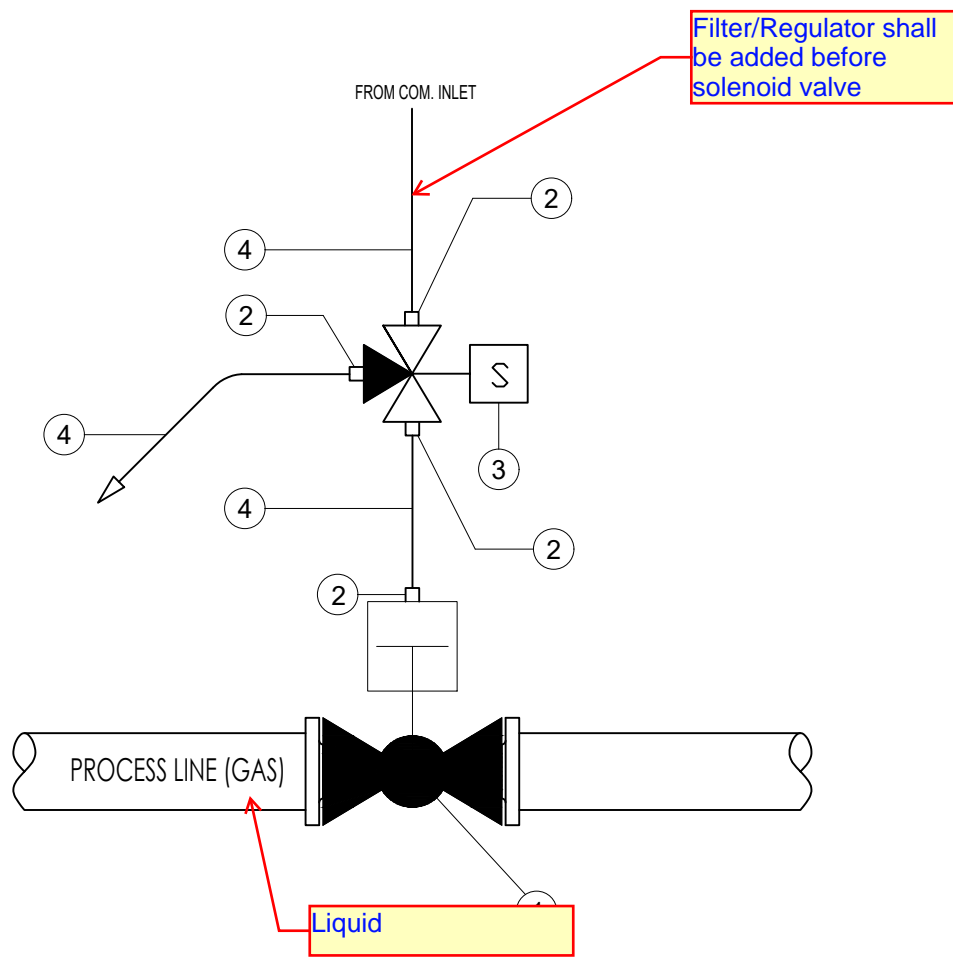 Filter/Regulator shall
be added before
solenoid valve
FROM COM. INLET
2
4
2
S
4
3
4
2
2
PROCESS LINE (GAS)
Liquid